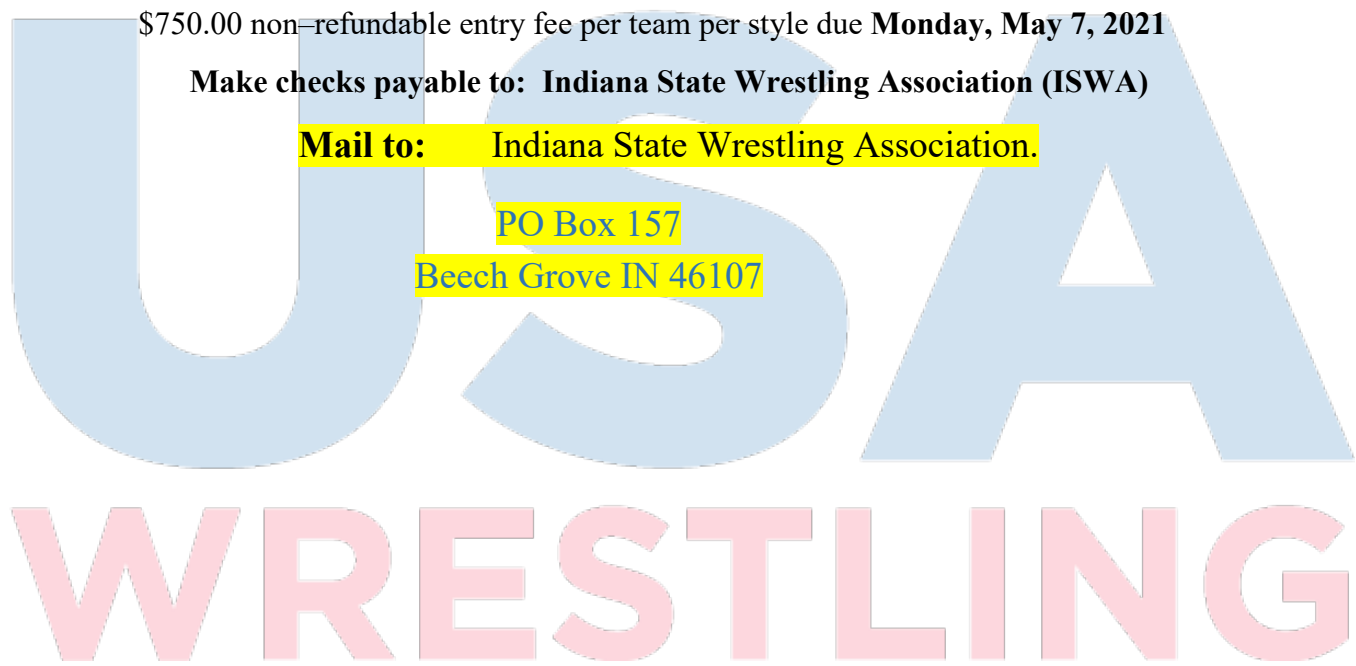 $750.00 non–refundable entry fee per team per style due Monday, May 7, 2021
Make checks payable to: Indiana State Wrestling Association (ISWA)
Mail to: Indiana State Wrestling Association.
PO Box 157
Beech Grove IN 46107
USA
WRESTLING